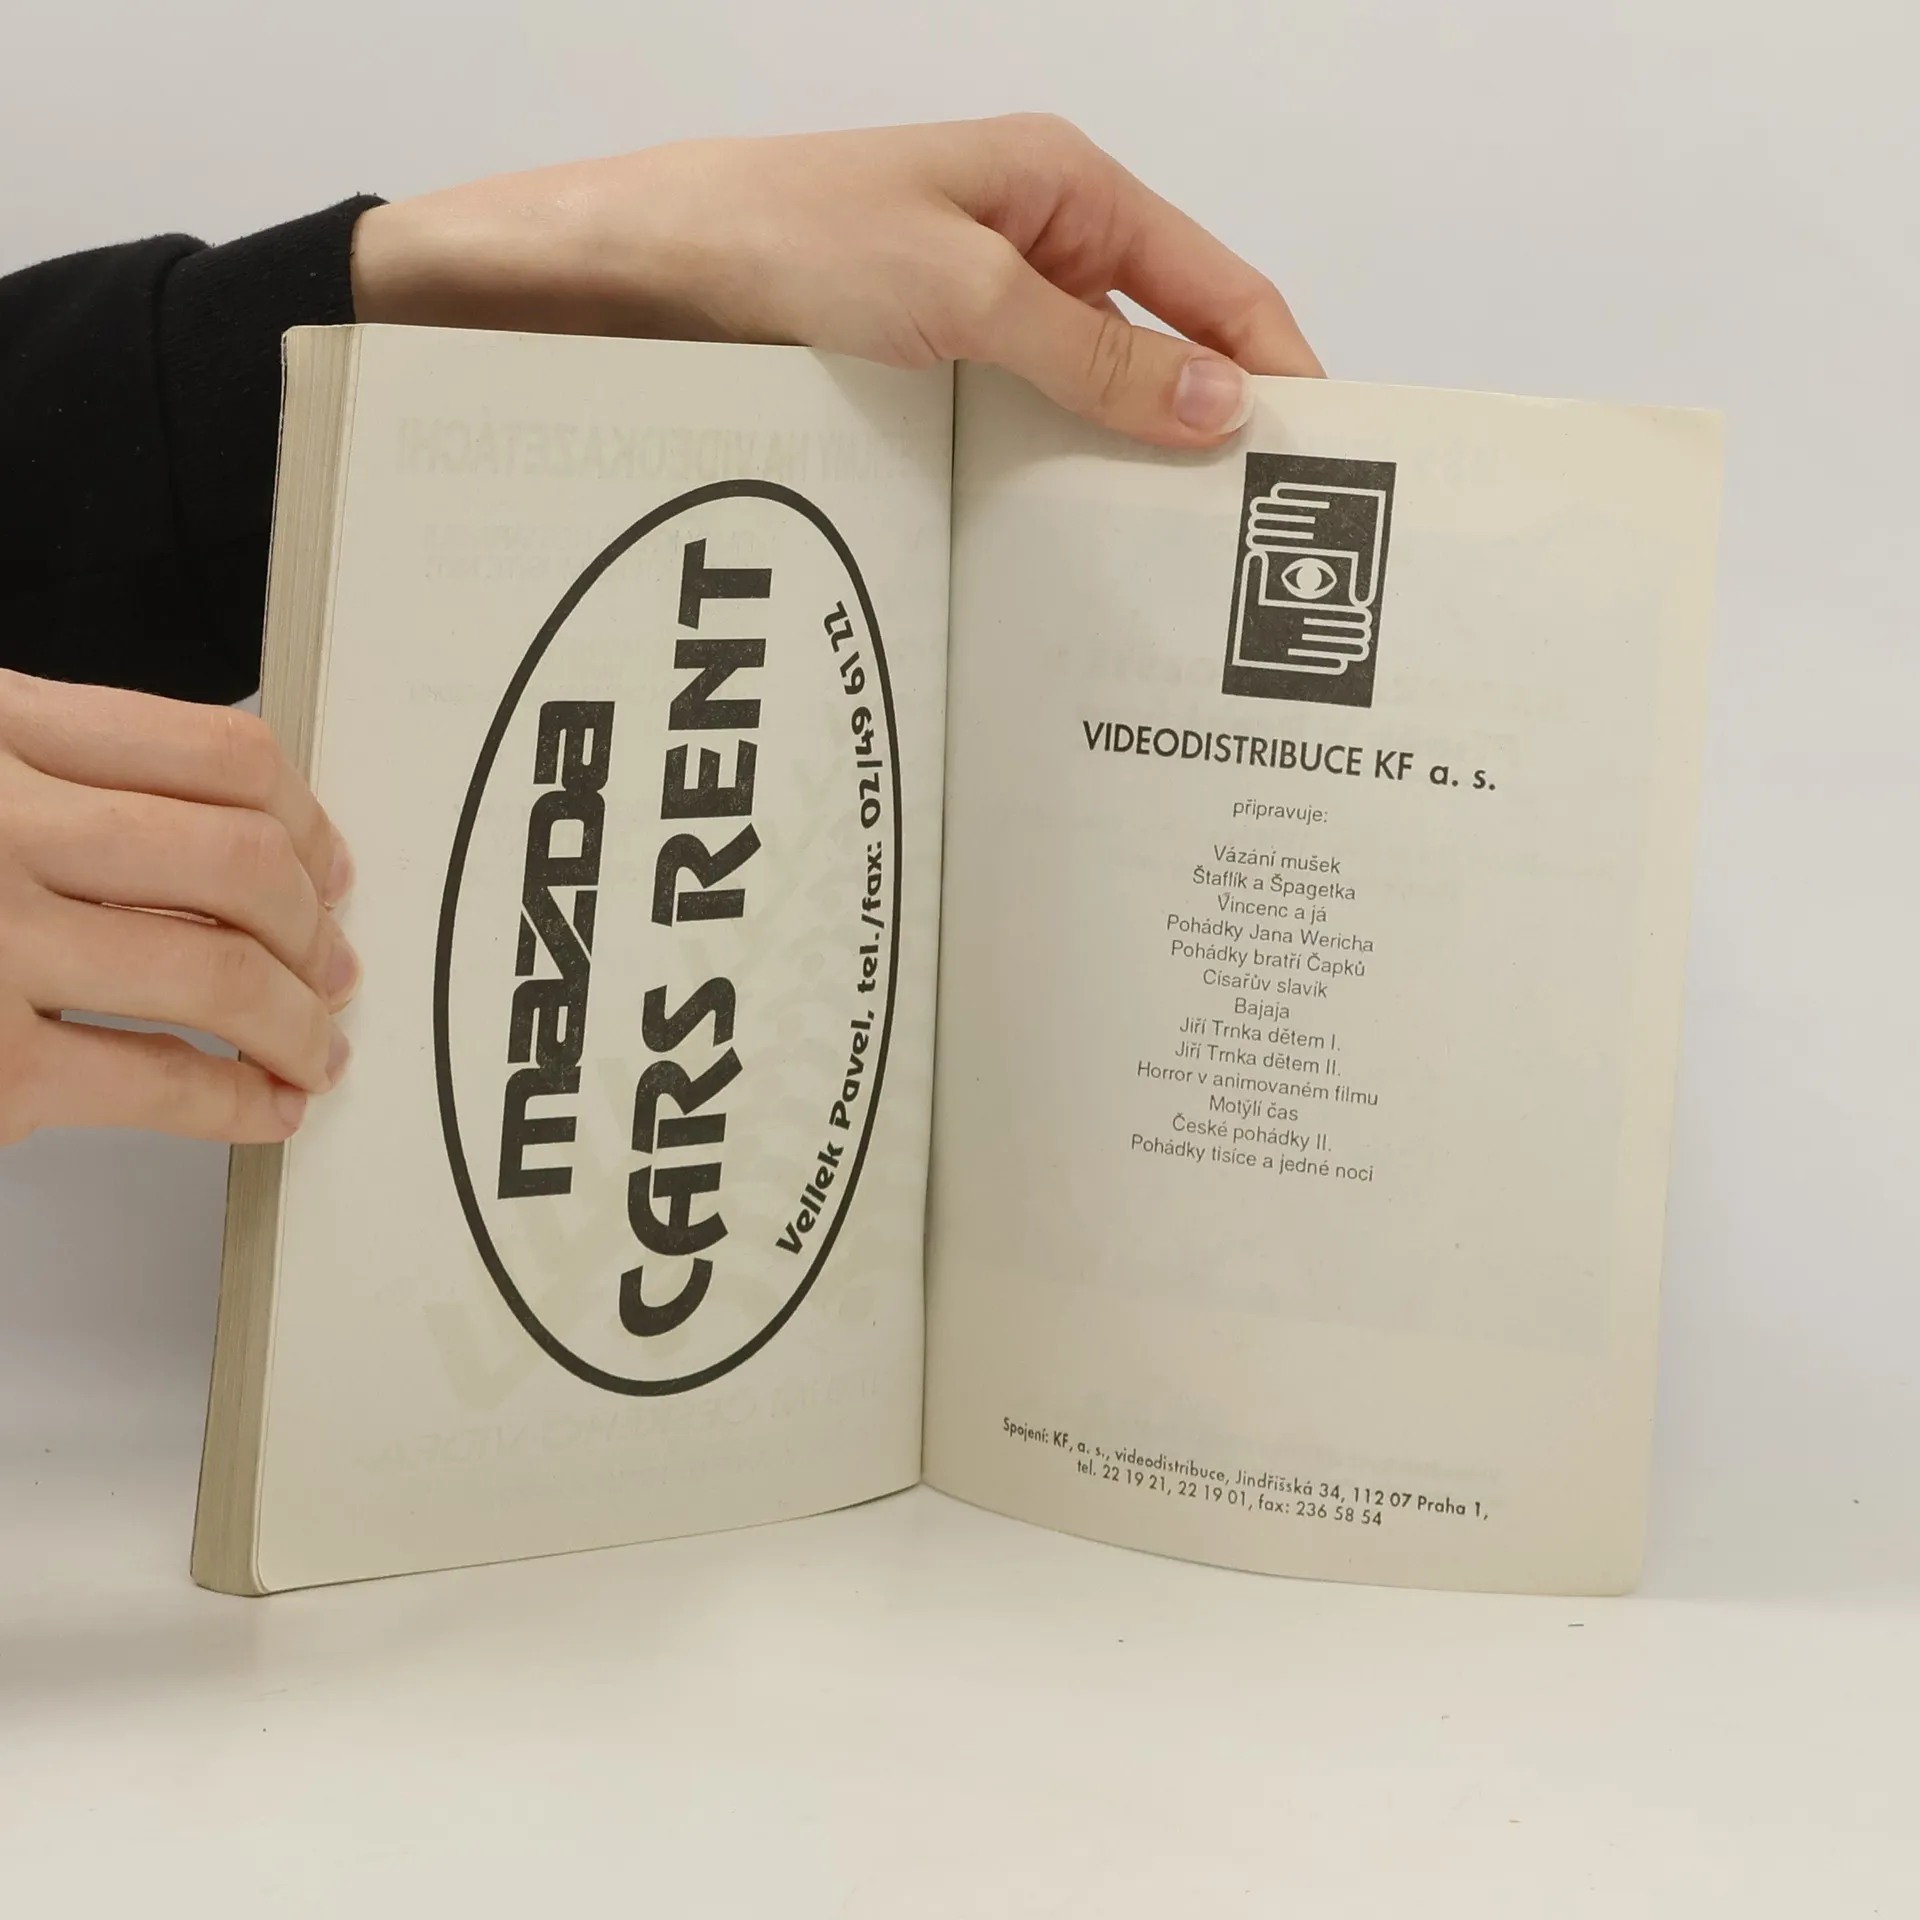 mazda
CARS RENT
Vellek Pavel, tel./fax: 02/49 61 22
VIDEODISTRIBUCE KF a. s.
připravuje:
Vázání mušek
Štaflík a Špagetka
Vincenc a já
Pohádky Jana Wericha
Pohádky bratří Čapků
Císařův slavík
Bajaja
Jiří Trnka dětem I.
Jiří Trnka dětem II.
Horror v animovaném filmu
Motýlí čas
České pohádky II.
Pohádky tisíce a jedné noci
Spojení: KF, a. s., videodistribuce, Jindřišská 34, 112 07 Praha 1,
tel. 22 19 21, 22 19 01, fax: 236 58 54